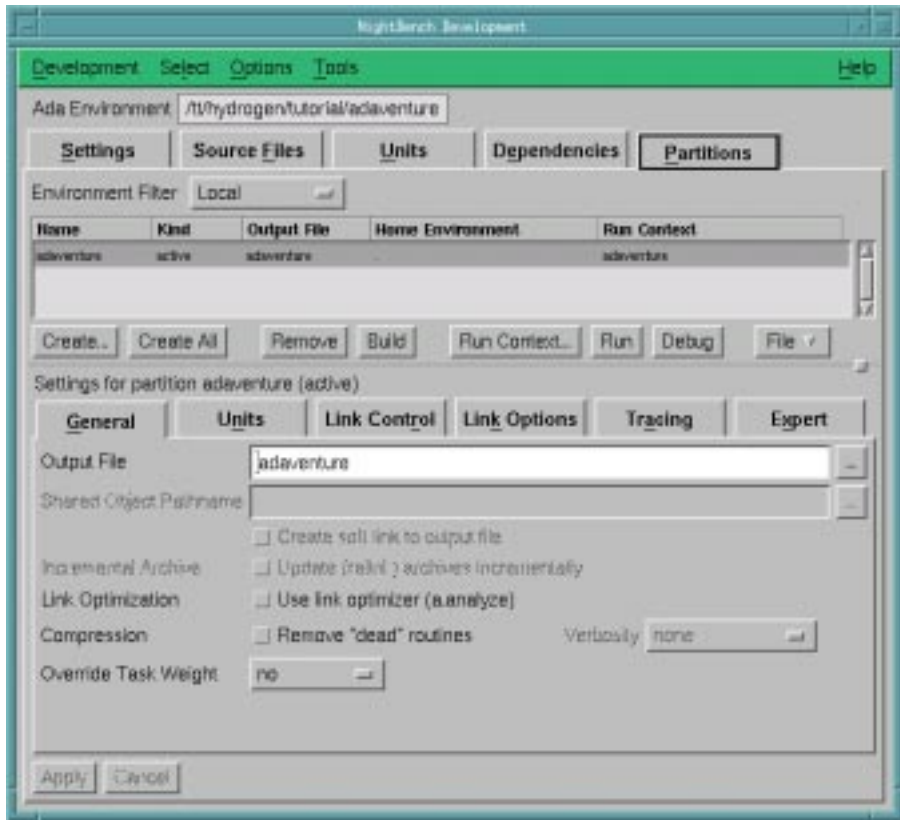 NightBench Development
Development Select Options Tools Help
Ada Environment /tt/hydrogen/tutorial/adaventure
Settings Source Files Units Dependencies Partitions
Environment Filter Local
Name Kind Output File Home Environment Run Context
adaventure active adaventure . adaventure
Create... Create All Remove Build Run Context... Run Debug File
Settings for partition adaventure (active)
General Units Link Control Link Options Tracing Expert
Output File adaventure ...
Shared Object Pathname ...
Create soft link to output file
Incremental Archive Update (relink) archives incrementally
Link Optimization Use link optimizer (a.analyze)
Compression Remove "dead" routines Verbosity none
Override Task Weight no
Apply Cancel